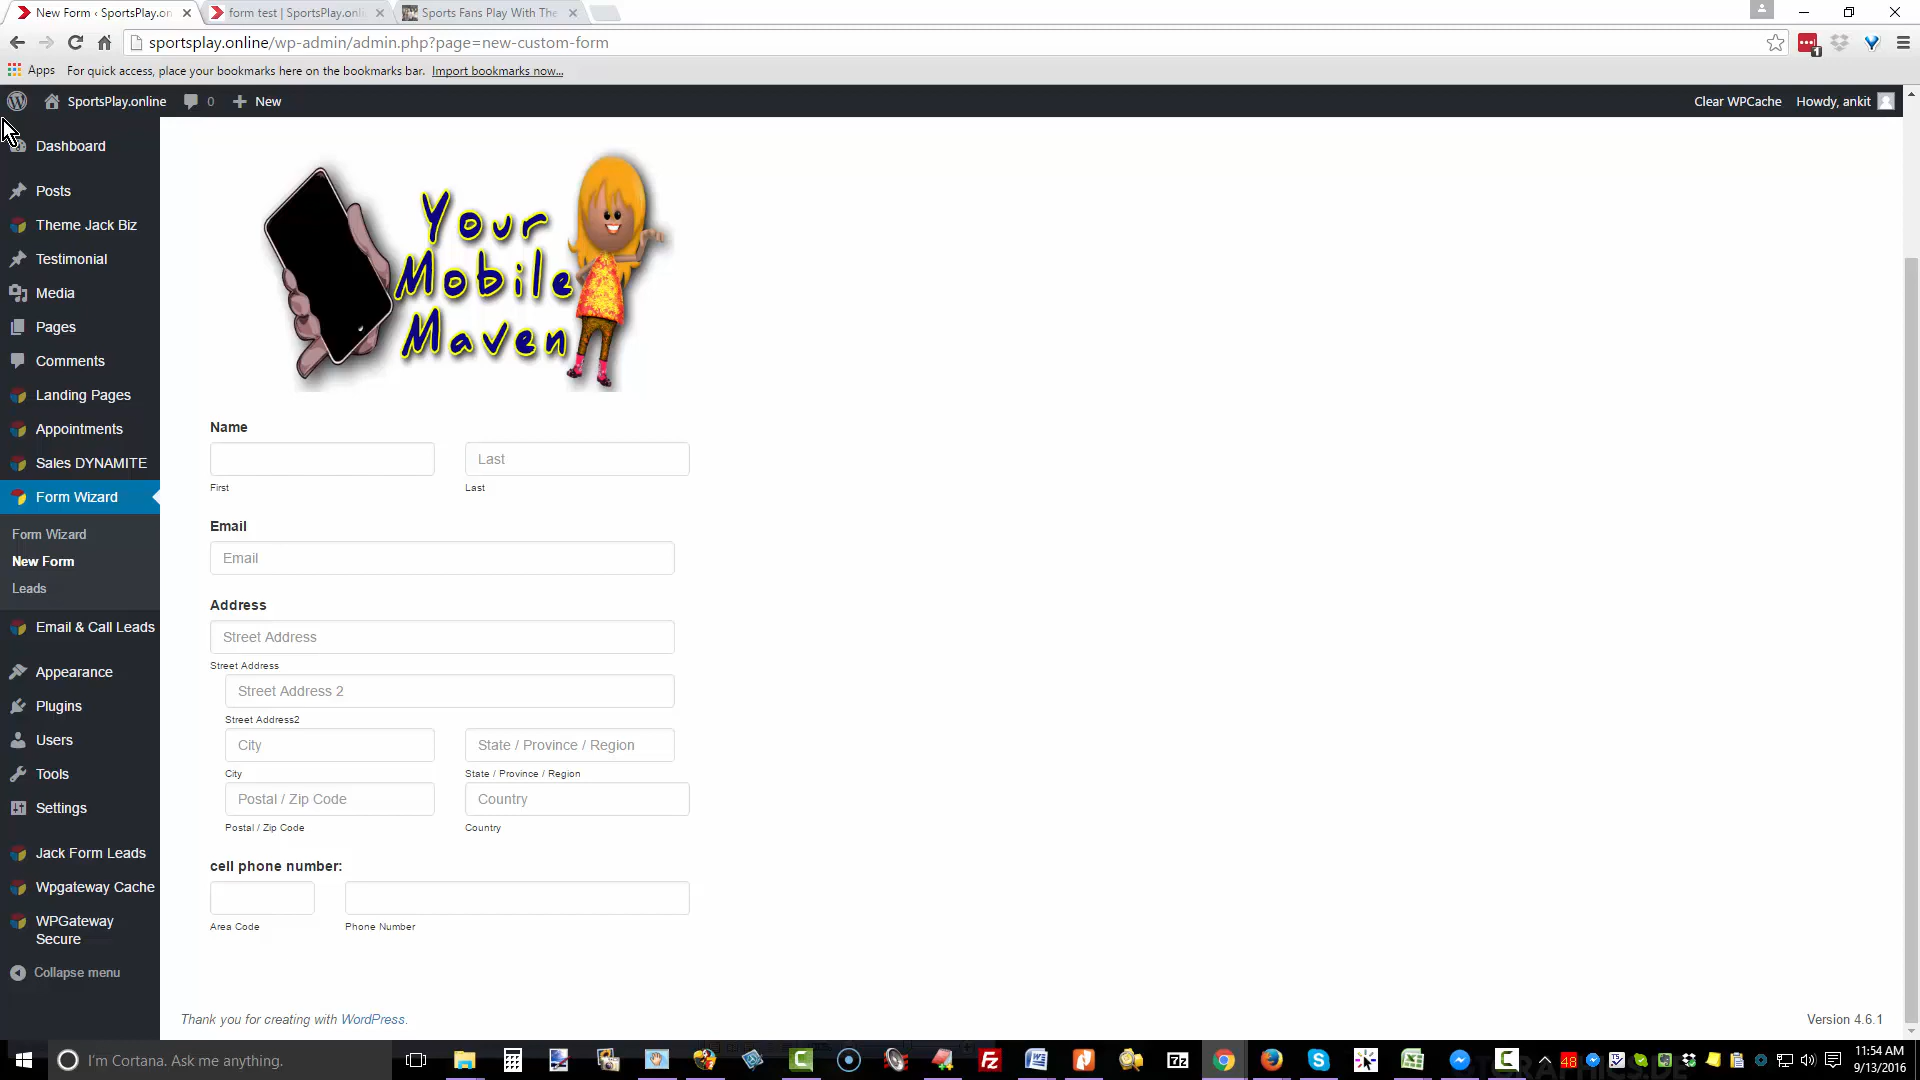 New Form ‹ SportsPlay.onli
form test | SportsPlay.onli
Sports Fans Play With The
sportsplay.online/wp-admin/admin.php?page=new-custom-form
1
Apps
For quick access, place your bookmarks here on the bookmarks bar. Import bookmarks now...
SportsPlay.online
0
New
Clear WPCache
Howdy, ankit
Dashboard
Posts
Theme Jack Biz
Testimonial
Media
Pages
Comments
Landing Pages
Appointments
Sales DYNAMITE
Form Wizard
Form Wizard
New Form
Leads
Email & Call Leads
Appearance
Plugins
Users
Tools
Settings
Jack Form Leads
Wpgateway Cache
WPGateway
Secure
Collapse menu
Your
Mobile
Maven
Name
Last
First
Last
Email
Email
Address
Street Address
Street Address
Street Address 2
Street Address2
City
State / Province / Region
City
State / Province / Region
Postal / Zip Code
Country
Postal / Zip Code
Country
cell phone number:
Area Code
Phone Number
Thank you for creating with WordPress.
Version 4.6.1
I'm Cortana. Ask me anything.
48
11:54 AM
9/13/2016